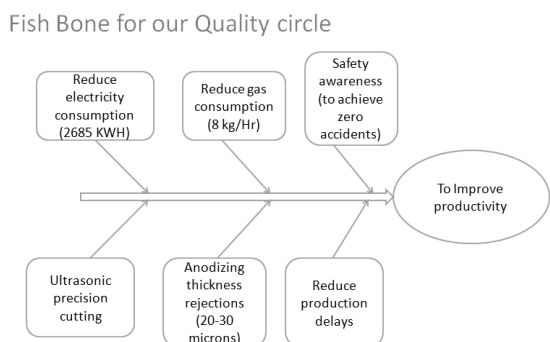 Fish Bone for our Quality circle
Reduce
electricity
consumption
(2685 KWH)
Reduce gas
consumption
(8 kg/Hr)
Safety
awareness
(to achieve
zero
accidents)
To Improve
productivity
Ultrasonic
precision
cutting
Anodizing
thickness
rejections
(20-30
microns)
Reduce
production
delays